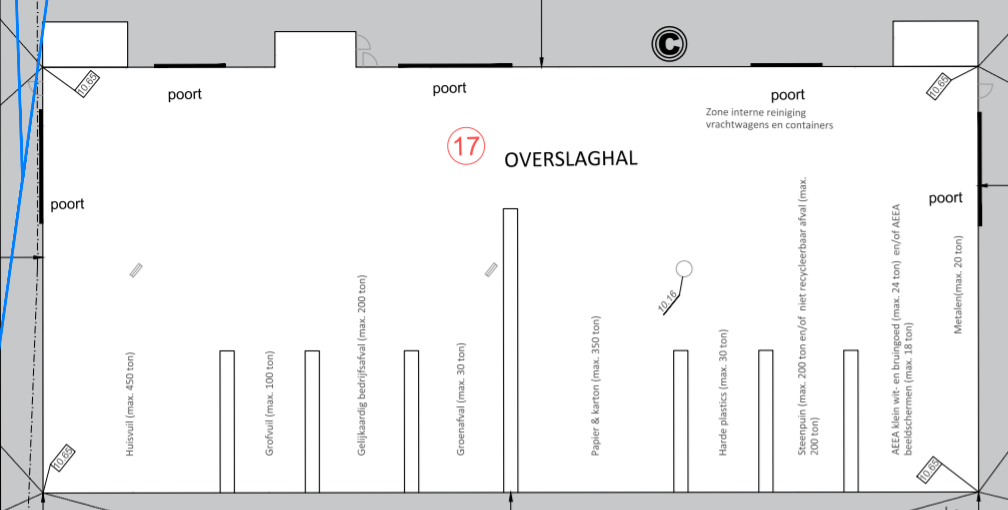 C
10.65
poort
poort
poort
10.65
Zone interne reiniging
vrachtwagens en containers
17
OVERSLAGHAL
poort
poort
10.16
Huisvuil (max. 450 ton)
Grofvuil (max. 100 ton)
Gelijkaardig bedrijfsafval (max. 200 ton)
Groenafval (max. 30 ton)
Papier & karton (max. 350 ton)
Harde plastics (max. 30 ton)
Steenpuin (max. 200 ton en/of niet recycleerbaar afval (max.
200 ton)
AEEA klein wit- en bruingoed (max. 24 ton) en/of AEEA
beeldschermen (max. 18 ton)
Metalen(max. 20 ton)
10.65
10.65